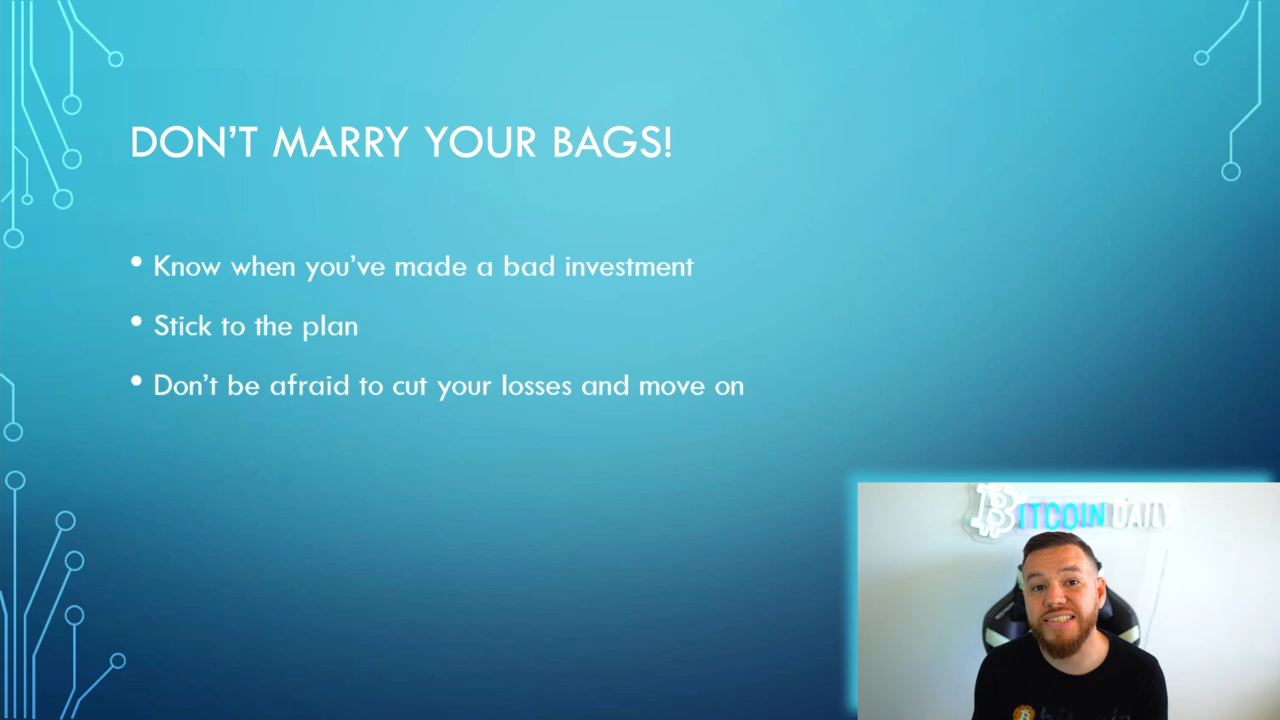 DON'T MARRY YOUR BAGS!
• Know when you've made a bad investment
• Stick to the plan
• Don't be afraid to cut your losses and move on
BITCOIN DAILY